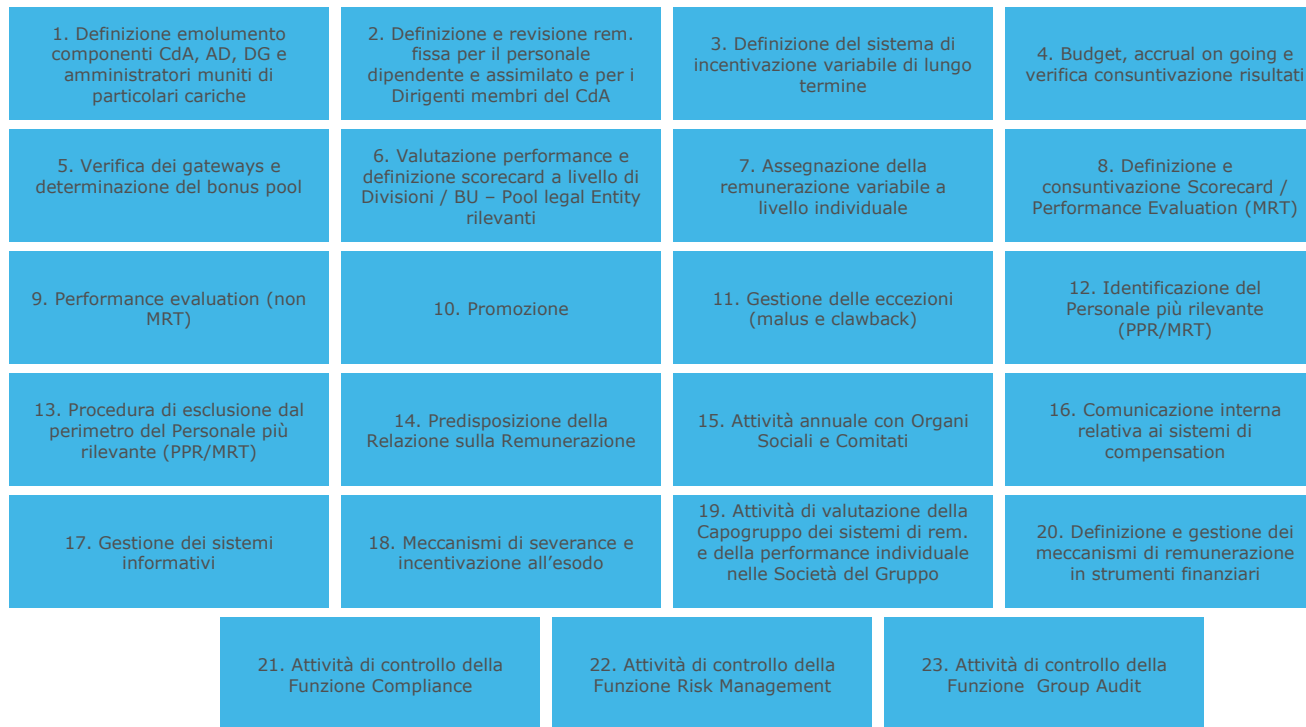 1. Definizione emolumento
componenti CdA, AD, DG e
amministratori muniti di
particolari cariche
2. Definizione e revisione rem.
fissa per il personale
dipendente e assimilato e per i
Dirigenti membri del CdA
3. Definizione del sistema di
incentivazione variabile di lungo
termine
4. Budget, accrual on going e
verifica consuntivazione risultati
5. Verifica dei gateways e
determinazione del bonus pool
6. Valutazione performance e
definizione scorecard a livello di
Divisioni / BU – Pool legal Entity
rilevanti
7. Assegnazione della
remunerazione variabile a
livello individuale
8. Definizione e
consuntivazione Scorecard /
Performance Evaluation (MRT)
9. Performance evaluation (non
MRT)
10. Promozione
11. Gestione delle eccezioni
(malus e clawback)
12. Identificazione del
Personale più rilevante
(PPR/MRT)
13. Procedura di esclusione dal
perimetro del Personale più
rilevante (PPR/MRT)
14. Predisposizione della
Relazione sulla Remunerazione
15. Attività annuale con Organi
Sociali e Comitati
16. Comunicazione interna
relativa ai sistemi di
compensation
17. Gestione dei sistemi
informativi
18. Meccanismi di severance e
incentivazione all’esodo
19. Attività di valutazione della
Capogruppo dei sistemi di rem.
e della performance individuale
nelle Società del Gruppo
20. Definizione e gestione dei
meccanismi di remunerazione
in strumenti finanziari
21. Attività di controllo della
Funzione Compliance
22. Attività di controllo della
Funzione Risk Management
23. Attività di controllo della
Funzione Group Audit